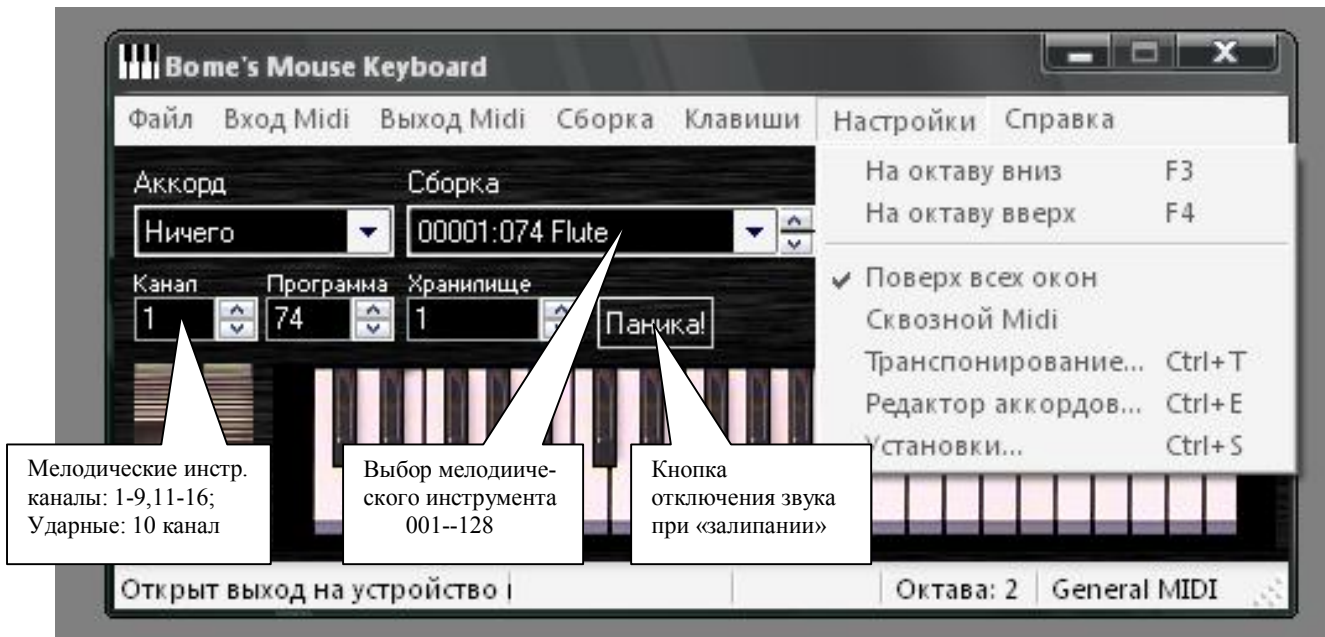 Bome's Mouse Keyboard
Файл Вход Midi Выход Midi Сборка Клавиши Настройки Справка
Аккорд Сборка
Ничего 00001:074 Flute
Канал Программа Хранилище
1 74 1 Паника!
На октаву вниз F3
На октаву вверх F4
Поверх всех окон
Сквозной Midi
Транспонирование... Ctrl+T
Редактор аккордов... Ctrl+E
Установки... Ctrl+S
Мелодические инстр.
каналы: 1-9,11-16;
Ударные: 10 канал
Выбор мелодииче-
ского инструмента
001--128
Кнопка
отключения звука
при «залипании»
Открыт выход на устройство Октава: 2 General MIDI